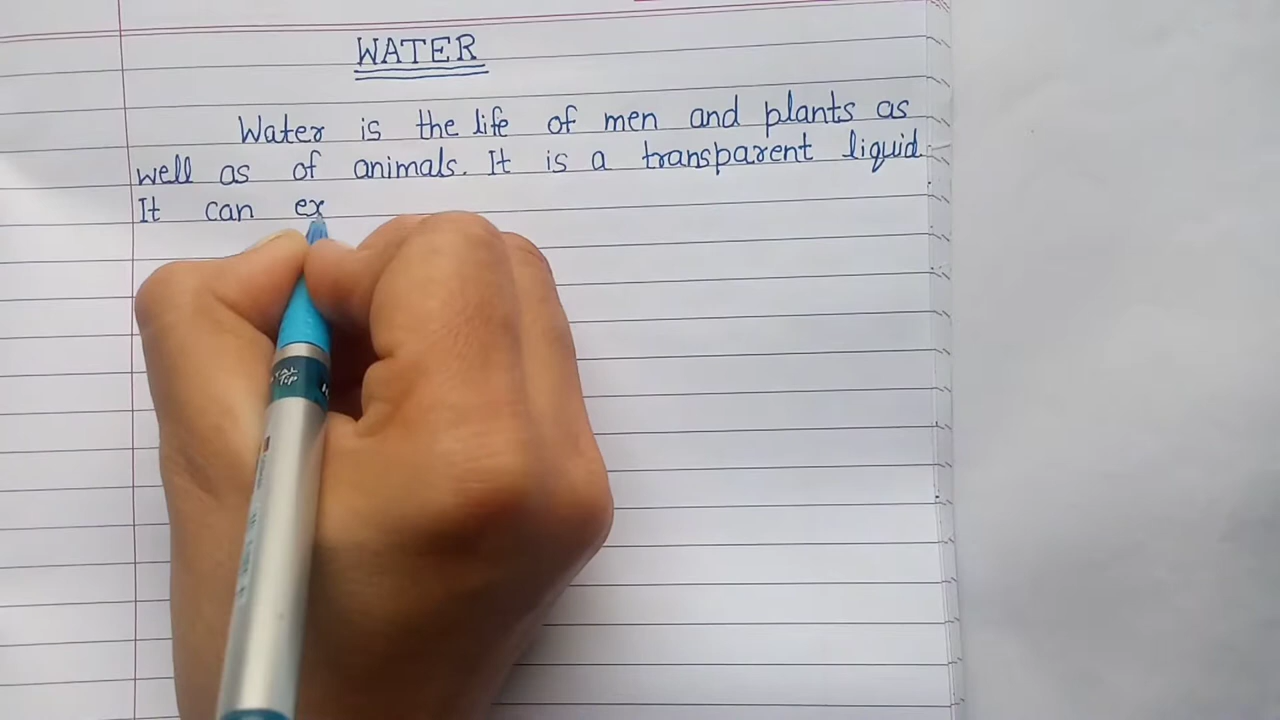 WATER
Water is the life of men and plants as
well as of animals. It is a transparent liquid.
It can ex
Tip